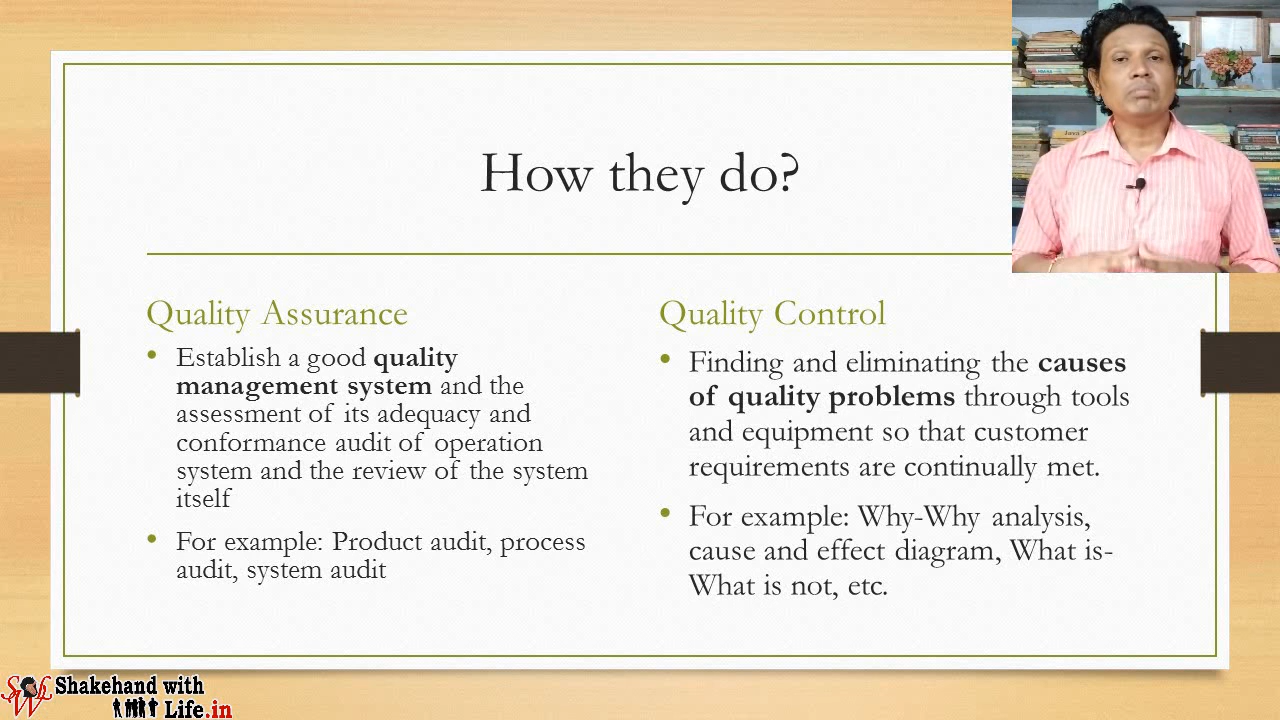 How they do?
Quality Assurance
• Establish a good quality
management system and the
assessment of its adequacy and
conformance audit of operation
system and the review of the system
itself
• For example: Product audit, process
audit, system audit
Quality Control
• Finding and eliminating the causes
of quality problems through tools
and equipment so that customer
requirements are continually met.
• For example: Why-Why analysis,
cause and effect diagram, What is-
What is not, etc.
Shakehand with
Life.in